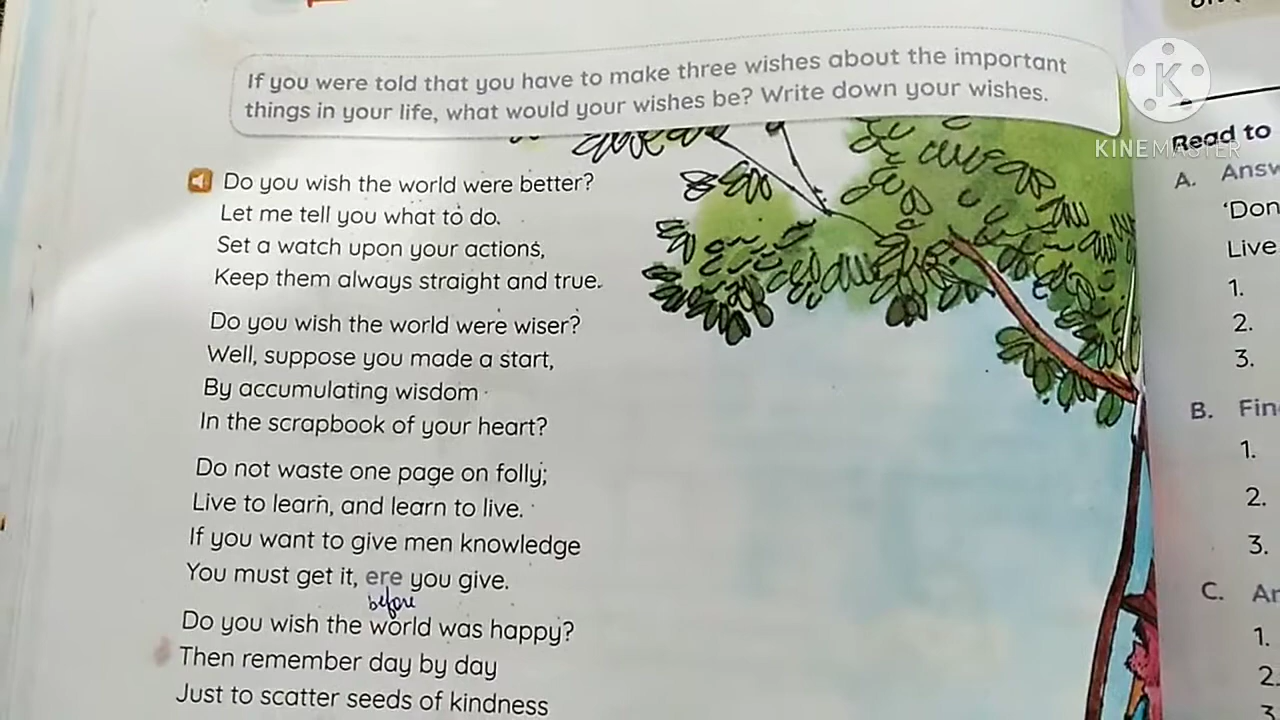 If you were told that you have to make three wishes about the important
things in your life, what would your wishes be? Write down your wishes.
Do you wish the world were better?
Let me tell you what to do.
Set a watch upon your actions,
Keep them always straight and true.
Do you wish the world were wiser?
Well, suppose you made a start,
By accumulating wisdom
In the scrapbook of your heart?
Do not waste one page on folly;
Live to learn, and learn to live.
If you want to give men knowledge
You must get it, ere you give.
before
Do you wish the world was happy?
Then remember day by day
Just to scatter seeds of kindness
K
KINEMASTER
Read to
A. Answ
'Don
Live
1.
2.
3.
B. Fin
1.
2.
3.
C. An
1.
2.
3